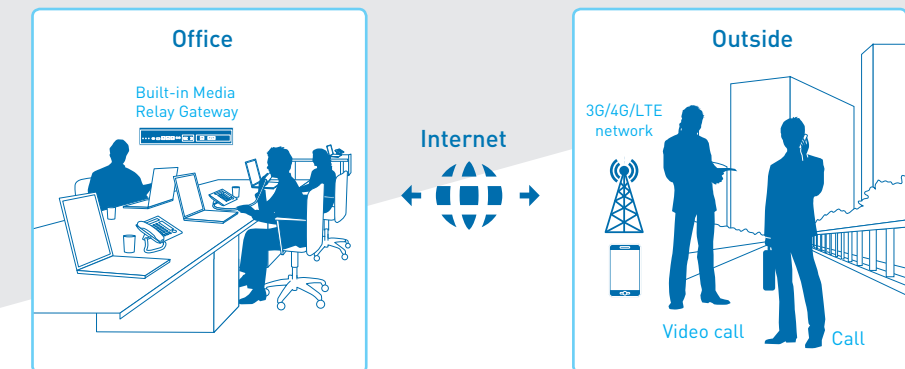 Office
Built-in Media
Relay Gateway
Internet
Outside
3G/4G/LTE
network
Video call
Call